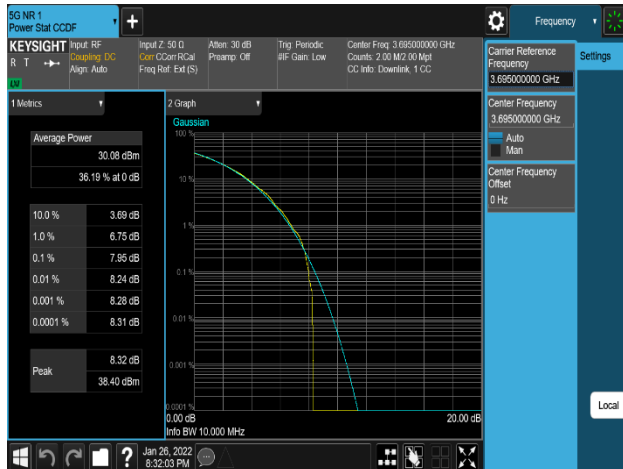 5G NR 1
Power Stat CCDF
Frequency
KEYSIGHT
R T
LXI
Input: RF
Coupling: DC
Align: Auto
Input Z: 50 Ω
Corr CCorr RCal
Freq Ref: Ext (S)
Atten: 30 dB
Preamp: Off
Trig: Periodic
#IF Gain: Low
Center Freq: 3.695000000 GHz
Counts: 2.00 M/2.00 Mpt
CC Info: Downlink, 1 CC
Carrier Reference
Frequency
3.695000000 GHz
Settings
Center Frequency
3.695000000 GHz
Auto
Man
Center Frequency
Offset
0 Hz
Local
1 Metrics
Average Power
30.08 dBm
36.19 % at 0 dB
10.0 % 3.69 dB
1.0 % 6.75 dB
0.1 % 7.95 dB
0.01 % 8.24 dB
0.001 % 8.28 dB
0.0001 % 8.31 dB
Peak
8.32 dB
38.40 dBm
2 Graph
Gaussian
100 %
10 %
1 %
0.1 %
0.01 %
0.001 %
0.0001 %
0.00 dB
20.00 dB
Info BW 10.000 MHz
?
Jan 26, 2022
8:32:03 PM